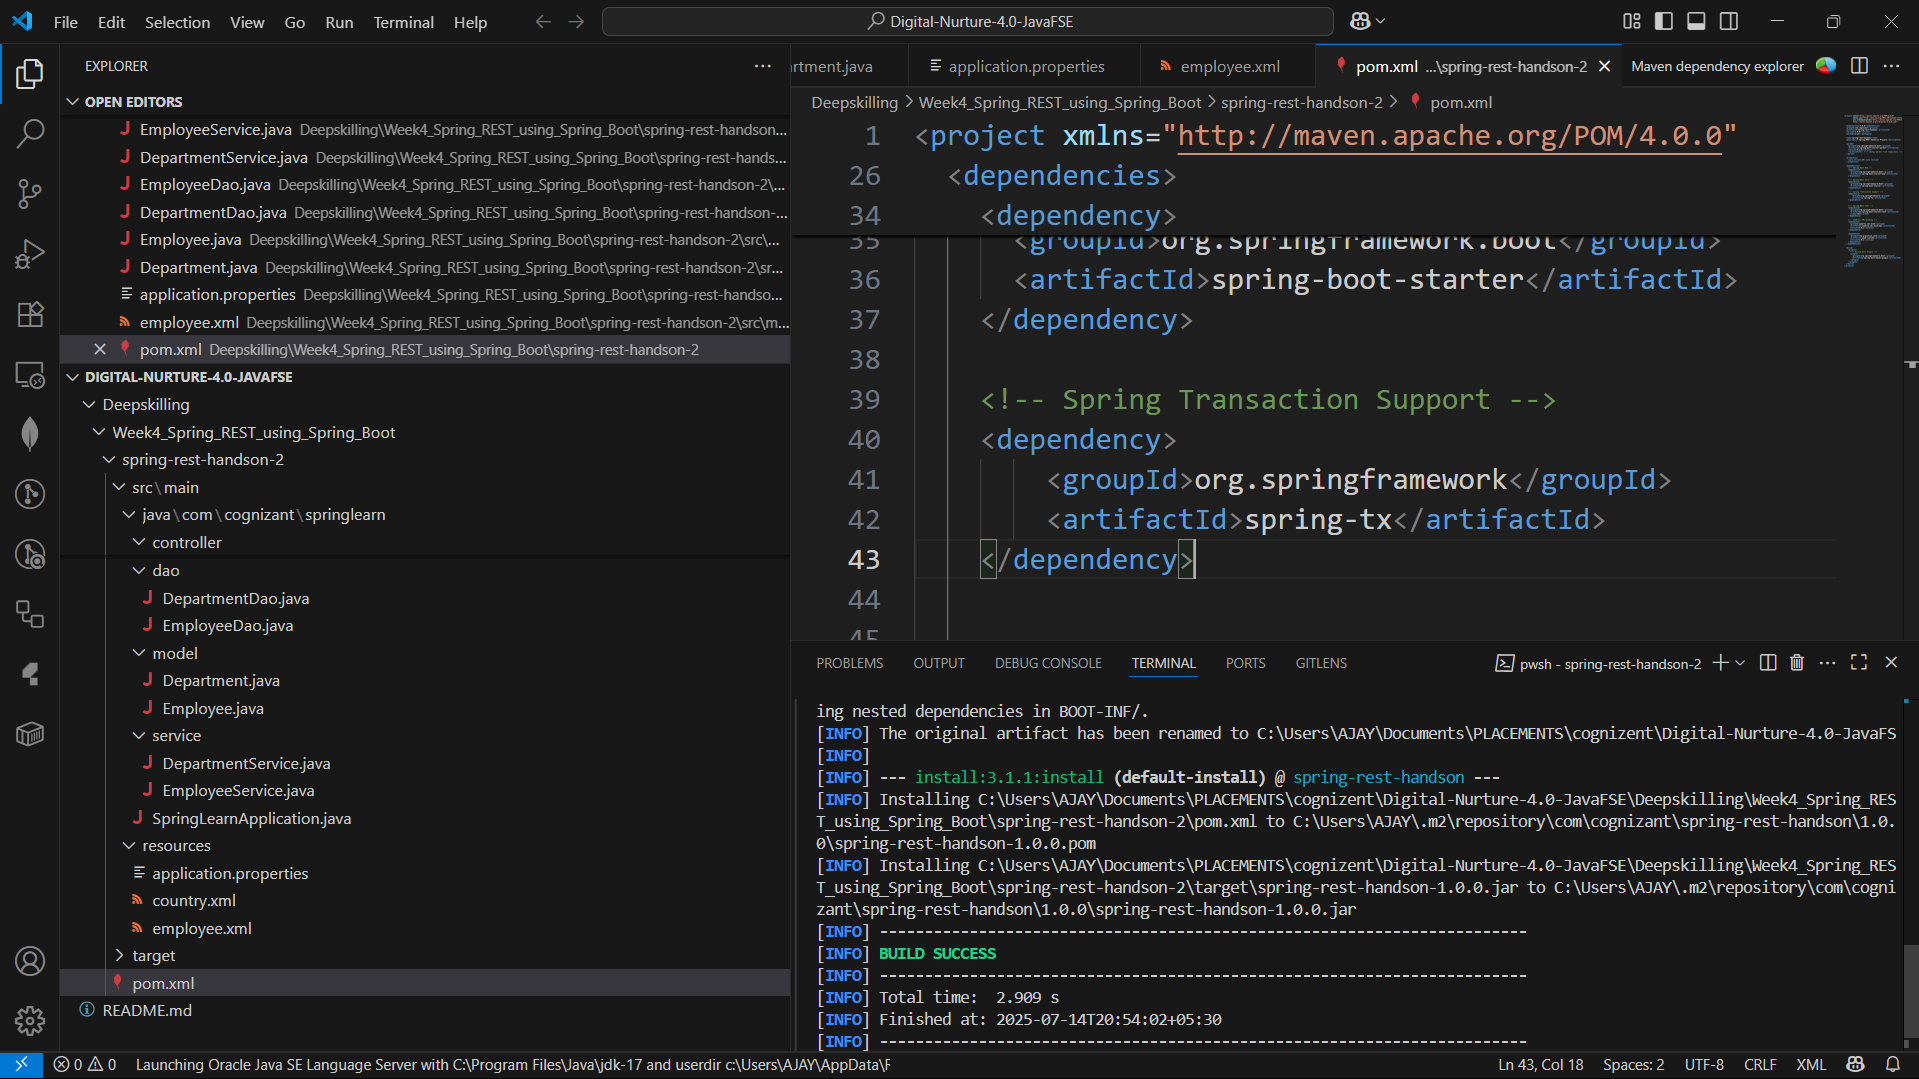 File Edit Selection View Go Run Terminal Help
Digital-Nurture-4.0-JavaFSE
EXPLORER
OPEN EDITORS
EmployeeService.java Deepskilling\Week4_Spring_REST_using_Spring_Boot\spring-rest-handson...
DepartmentService.java Deepskilling\Week4_Spring_REST_using_Spring_Boot\spring-rest-hands...
EmployeeDao.java Deepskilling\Week4_Spring_REST_using_Spring_Boot\spring-rest-handson-2\...
DepartmentDao.java Deepskilling\Week4_Spring_REST_using_Spring_Boot\spring-rest-handson-...
Employee.java Deepskilling\Week4_Spring_REST_using_Spring_Boot\spring-rest-handson-2\src\...
Department.java Deepskilling\Week4_Spring_REST_using_Spring_Boot\spring-rest-handson-2\sr...
application.properties Deepskilling\Week4_Spring_REST_using_Spring_Boot\spring-rest-handso...
employee.xml Deepskilling\Week4_Spring_REST_using_Spring_Boot\spring-rest-handson-2\src\m...
pom.xml Deepskilling\Week4_Spring_REST_using_Spring_Boot\spring-rest-handson-2
DIGITAL-NURTURE-4.0-JAVAFSE
Deepskilling
Week4_Spring_REST_using_Spring_Boot
spring-rest-handson-2
src\main
java\com\cognizant\springlearn
controller
dao
DepartmentDao.java
EmployeeDao.java
model
Department.java
Employee.java
service
DepartmentService.java
EmployeeService.java
SpringLearnApplication.java
resources
application.properties
country.xml
employee.xml
target
pom.xml
README.md
rtment.java application.properties employee.xml pom.xml ...\spring-rest-handson-2 Maven dependency explorer
Deepskilling > Week4_Spring_REST_using_Spring_Boot > spring-rest-handson-2 > pom.xml
1 <project xmlns="http://maven.apache.org/POM/4.0.0"
26 <dependencies>
34 <dependency>
35 <groupId>org.springframework.boot</groupId>
36 <artifactId>spring-boot-starter</artifactId>
37 </dependency>
38
39 <!-- Spring Transaction Support -->
40 <dependency>
41 <groupId>org.springframework</groupId>
42 <artifactId>spring-tx</artifactId>
43 </dependency>
44
45
PROBLEMS OUTPUT DEBUG CONSOLE TERMINAL PORTS GITLENS pwsh - spring-rest-handson-2
ing nested dependencies in BOOT-INF/.
[INFO] The original artifact has been renamed to C:\Users\AJAY\Documents\PLACEMENTS\cognizent\Digital-Nurture-4.0-JavaFS
[INFO]
[INFO] --- install:3.1.1:install (default-install) @ spring-rest-handson ---
[INFO] Installing C:\Users\AJAY\Documents\PLACEMENTS\cognizent\Digital-Nurture-4.0-JavaFSE\Deepskilling\Week4_Spring_RES
T_using_Spring_Boot\spring-rest-handson-2\pom.xml to C:\Users\AJAY\.m2\repository\com\cognizant\spring-rest-handson\1.0.
0\spring-rest-handson-1.0.0.pom
[INFO] Installing C:\Users\AJAY\Documents\PLACEMENTS\cognizent\Digital-Nurture-4.0-JavaFSE\Deepskilling\Week4_Spring_RES
T_using_Spring_Boot\spring-rest-handson-2\target\spring-rest-handson-1.0.0.jar to C:\Users\AJAY\.m2\repository\com\cogni
zant\spring-rest-handson\1.0.0\spring-rest-handson-1.0.0.jar
[INFO] ------------------------------------------------------------------------
[INFO] BUILD SUCCESS
[INFO] ------------------------------------------------------------------------
[INFO] Total time:  2.909 s
[INFO] Finished at: 2025-07-14T20:54:02+05:30
[INFO] ------------------------------------------------------------------------
0 0 Launching Oracle Java SE Language Server with C:\Program Files\Java\jdk-17 and userdir c:\Users\AJAY\AppData\F
Ln 43, Col 18 Spaces: 2 UTF-8 CRLF XML